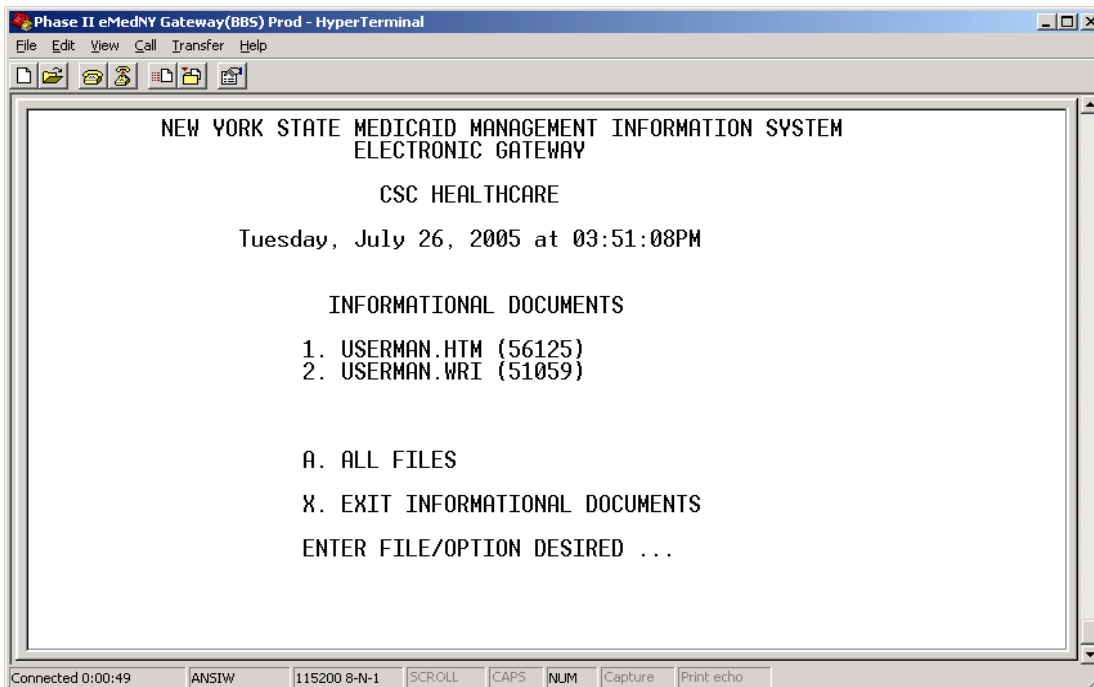 Phase II eMedNY Gateway(BBS) Prod - HyperTerminal
File Edit View Call Transfer Help
NEW YORK STATE MEDICAID MANAGEMENT INFORMATION SYSTEM
ELECTRONIC GATEWAY
CSC HEALTHCARE
Tuesday, July 26, 2005 at 03:51:08PM
INFORMATIONAL DOCUMENTS
1. USERMAN.HTM (56125)
2. USERMAN.WRI (51059)
A. ALL FILES
X. EXIT INFORMATIONAL DOCUMENTS
ENTER FILE/OPTION DESIRED ...
Connected 0:00:49 ANSIW 115200 8-N-1 SCROLL CAPS NUM Capture Print echo